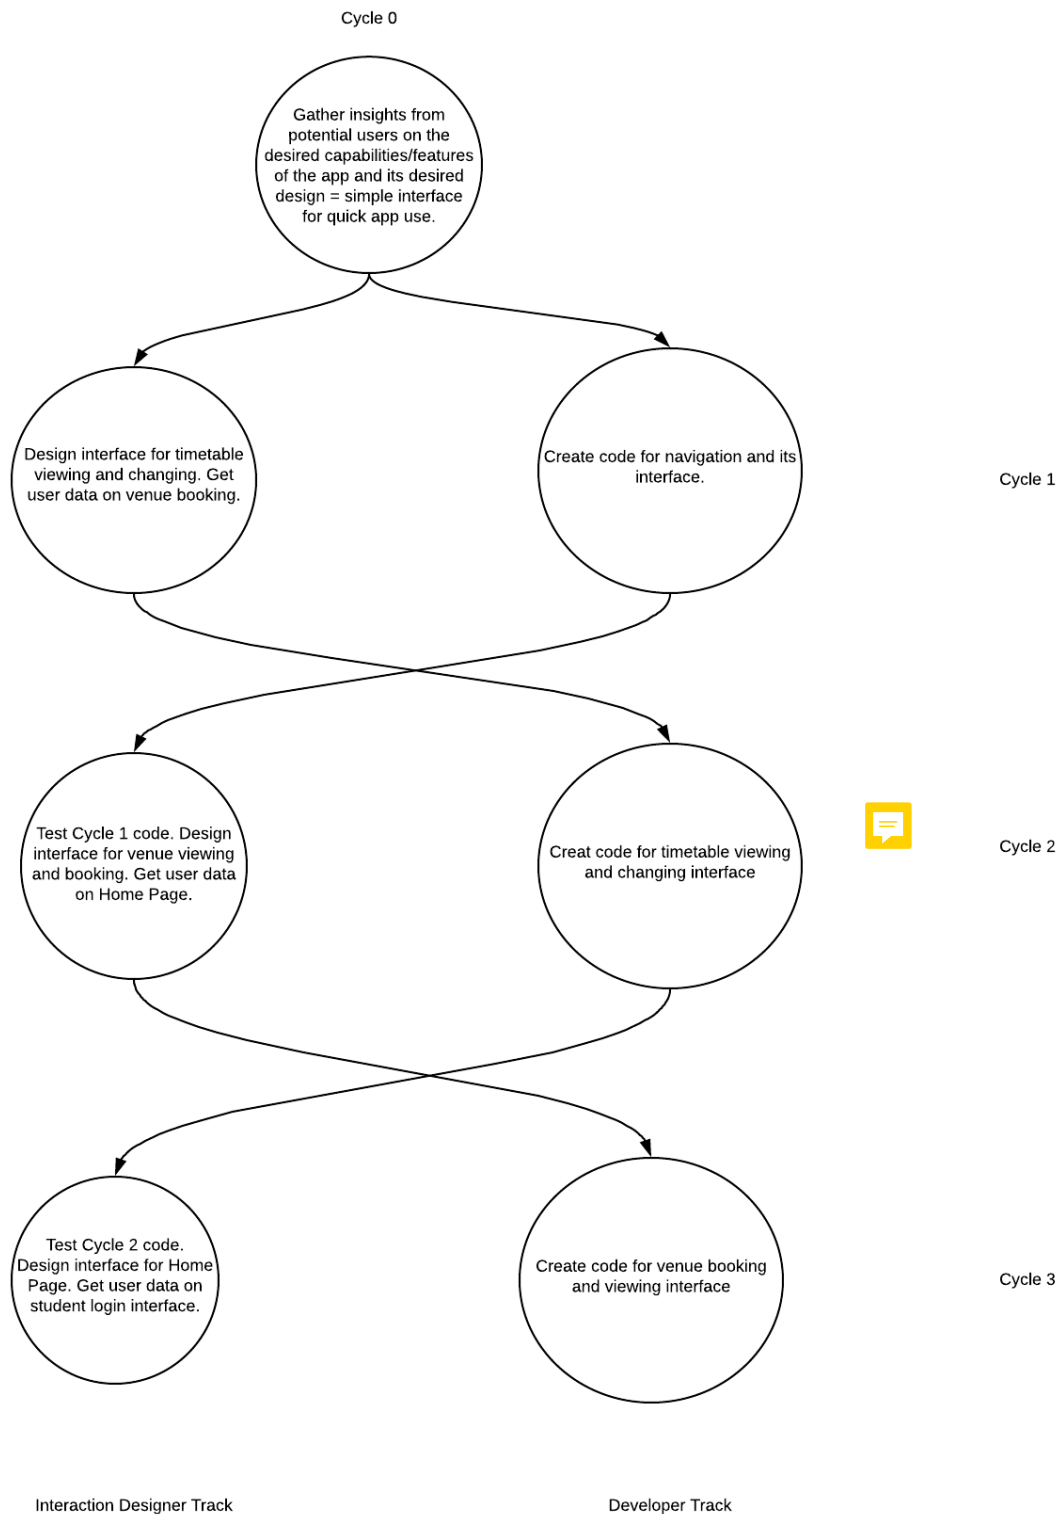 Cycle 0
Gather insights from
potential users on the
desired capabilities/features
of the app and its desired
design = simple interface
for quick app use.
Design interface for timetable
viewing and changing. Get
user data on venue booking.
Create code for navigation and its
interface.
Cycle 1
Test Cycle 1 code. Design
interface for venue viewing
and booking. Get user data
on Home Page.
Creat code for timetable viewing
and changing interface
Cycle 2
Test Cycle 2 code.
Design interface for Home
Page. Get user data on
student login interface.
Create code for venue booking
and viewing interface
Cycle 3
Interaction Designer Track
Developer Track